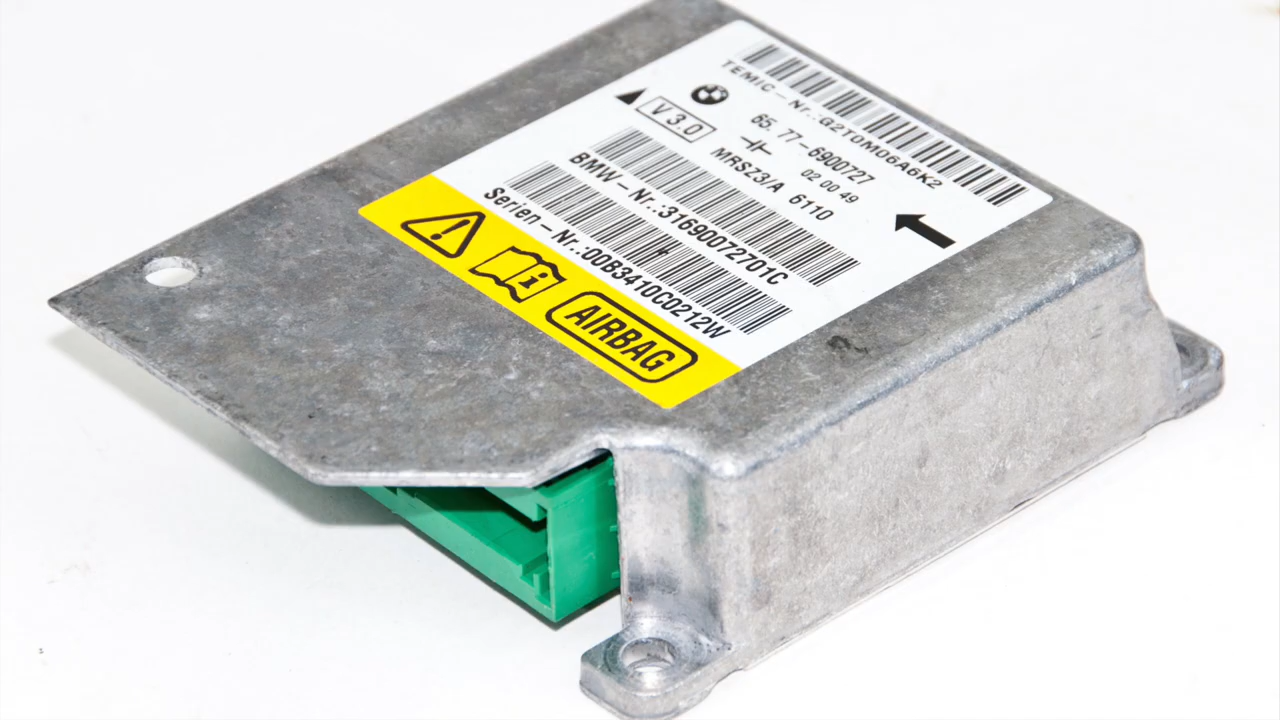 TEMIC-Nr.:G2T0M06A6K2
65.77-6900727
V 3.0
02 00 49
MRSZ3/A 6110
BMW-Nr.:31690072701C
Serien-Nr.:00B3410C0212W
AIRBAG